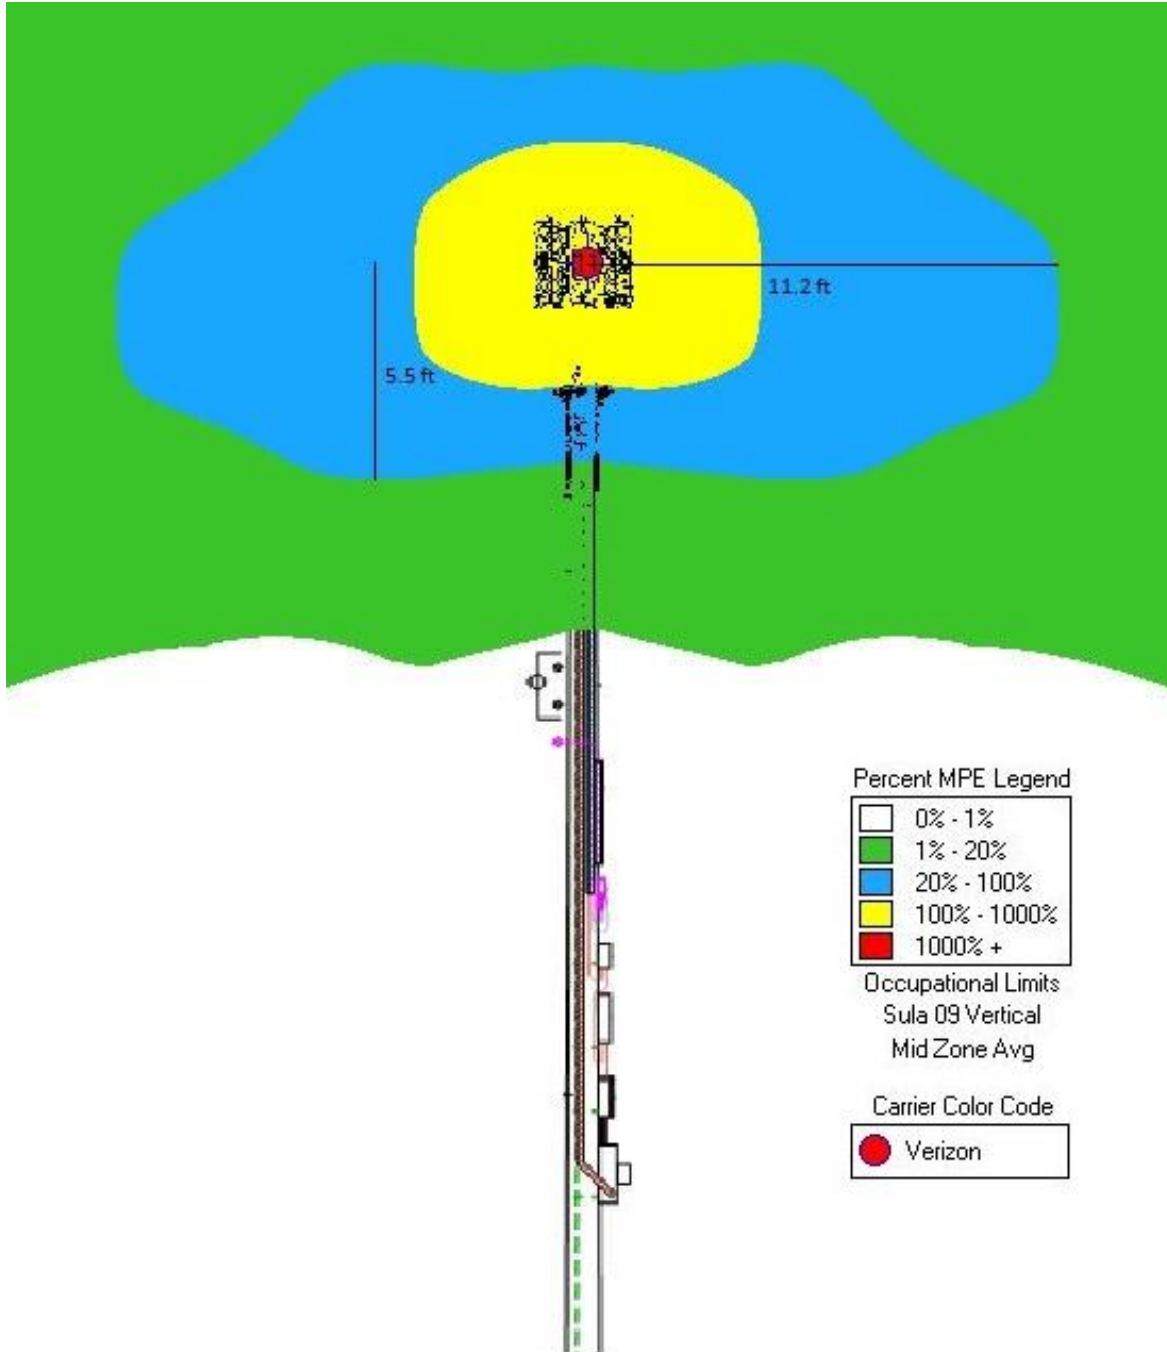 11.2 ft
5.5 ft
Percent MPE Legend
0% - 1%
1% - 20%
20% - 100%
100% - 1000%
1000% +
Occupational Limits
Sula 09 Vertical
Mid Zone Avg
Carrier Color Code
Verizon